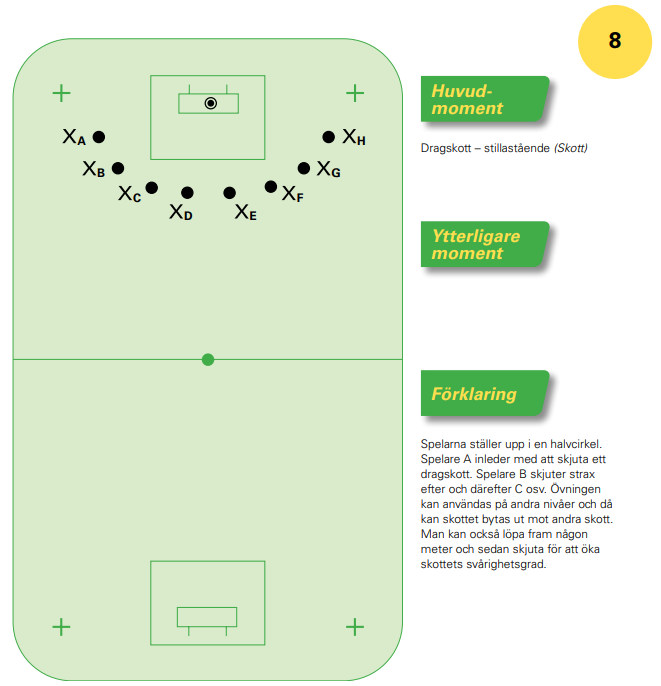 8
Huvud-
moment
Dragskott – stillastående (Skott)
Ytterligare
moment
Förklaring
Spelarna ställer upp i en halvcirkel.
Spelare A inleder med att skjuta ett
dragskott. Spelare B skjuter strax
efter och därefter C osv. Övningen
kan användas på andra nivåer och då
kan skottet bytas ut mot andra skott.
Man kan också löpa fram någon
meter och sedan skjuta för att öka
skottets svårighetsgrad.
XA
XH
XB
XG
XC
XF
XD
XE